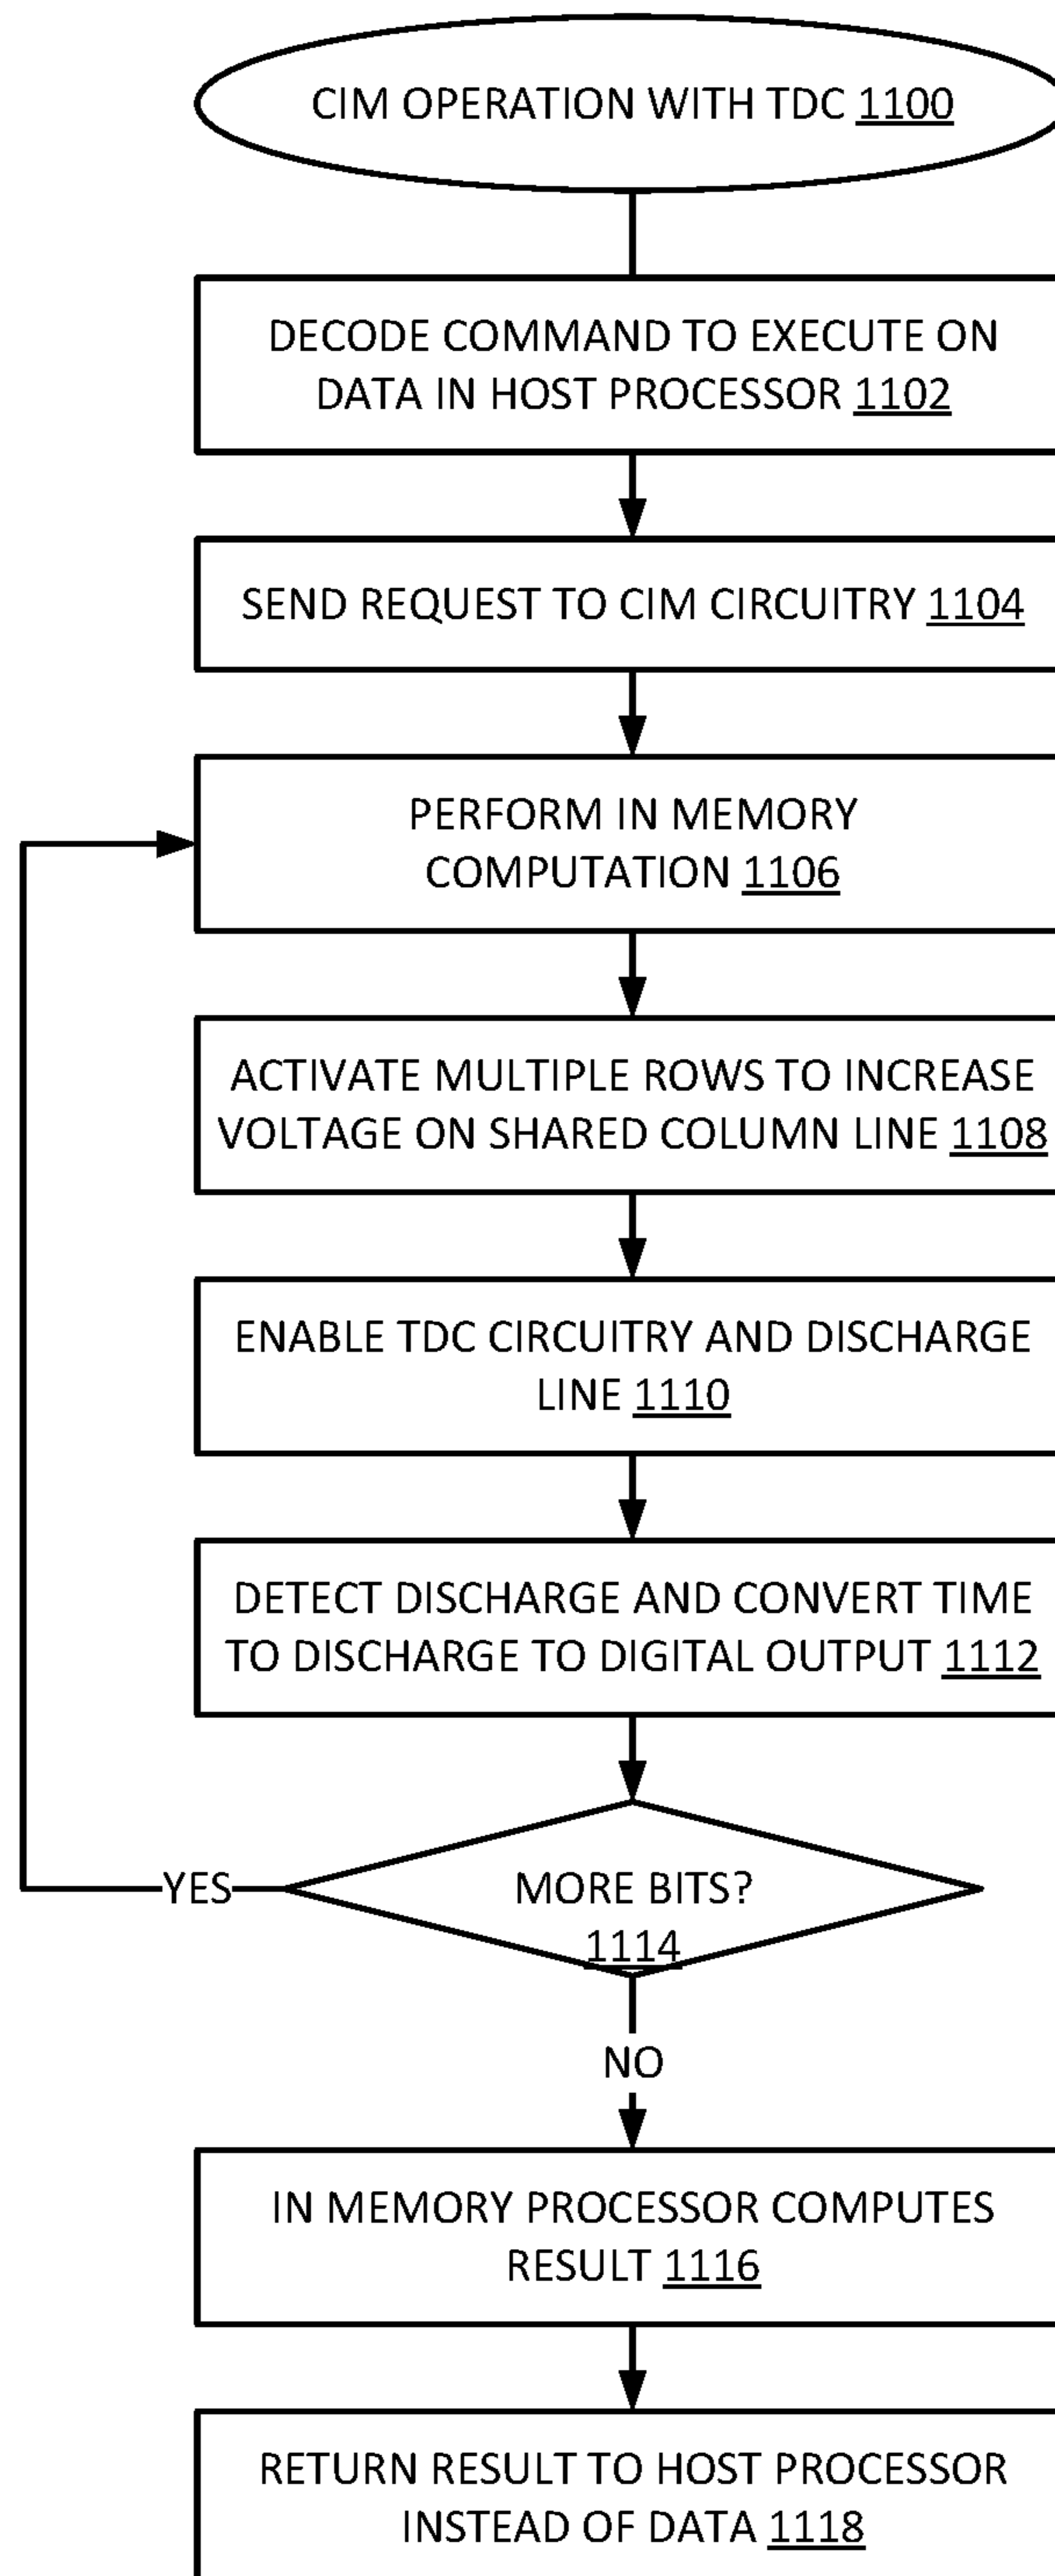 CIM OPERATION WITH TDC 1100
DECODE COMMAND TO EXECUTE ON
DATA IN HOST PROCESSOR 1102
SEND REQUEST TO CIM CIRCUITRY 1104
PERFORM IN MEMORY
COMPUTATION 1106
ACTIVATE MULTIPLE ROWS TO INCREASE
VOLTAGE ON SHARED COLUMN LINE 1108
ENABLE TDC CIRCUITRY AND DISCHARGE
LINE 1110
DETECT DISCHARGE AND CONVERT TIME
TO DISCHARGE TO DIGITAL OUTPUT 1112
YES
MORE BITS?
1114
NO
IN MEMORY PROCESSOR COMPUTES
RESULT 1116
RETURN RESULT TO HOST PROCESSOR
INSTEAD OF DATA 1118